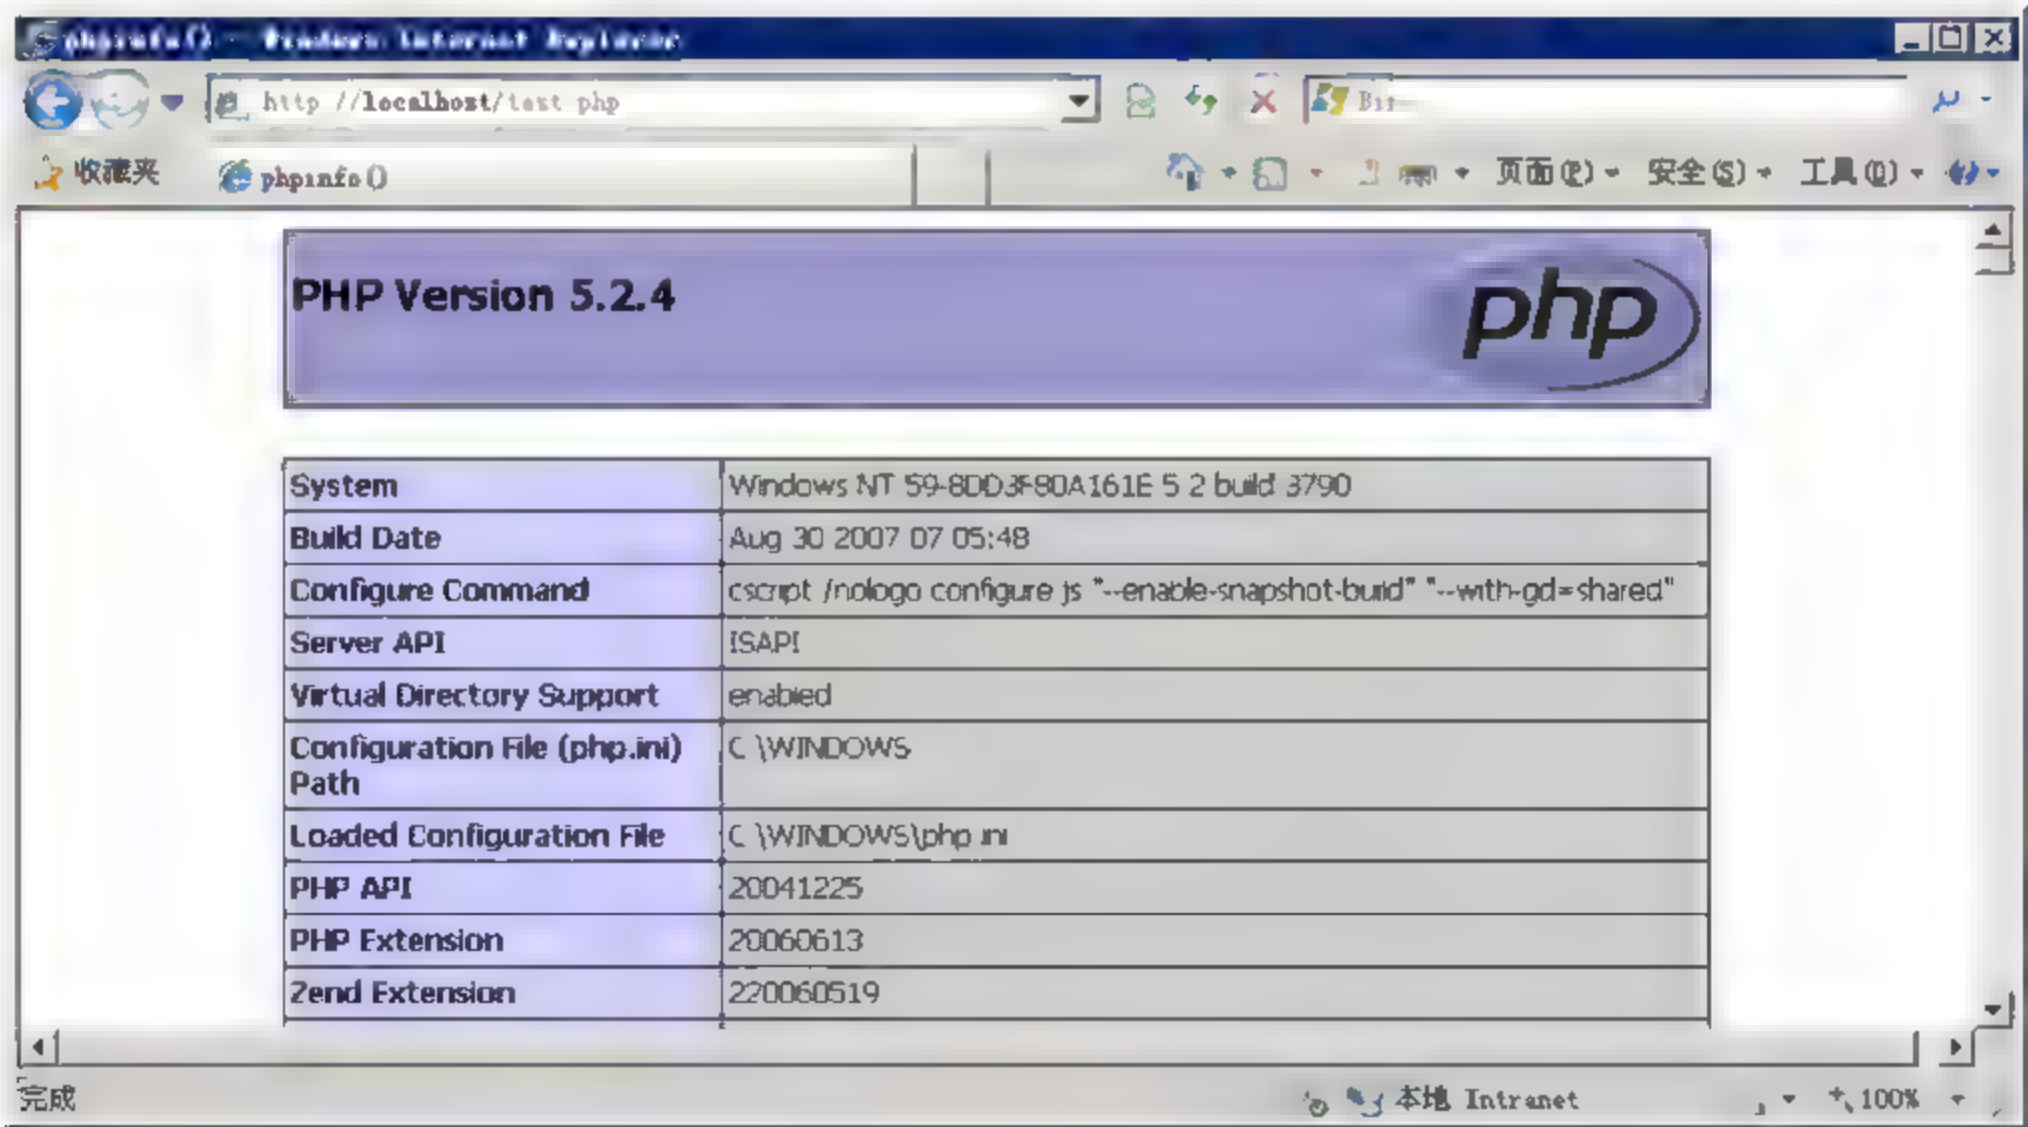 phpinfo() - Windows Internet Explorer
http //localhost/test php
收藏夹 phpinfo() 页面(P) 安全(S) 工具(O)
PHP Version 5.2.4 php
System Windows NT 59-8DD3F80A161E 5 2 build 3790
Build Date Aug 30 2007 07 05:48
Configure Command cscript /nologo configure js "--enable-snapshot-build" "--with-gd=shared"
Server API ISAPI
Virtual Directory Support enabled
Configuration File (php.ini) C \WINDOWS
Path
Loaded Configuration File C \WINDOWS\php ini
PHP API 20041225
PHP Extension 20060613
Zend Extension 220060519
完成 本地 Intranet 100%